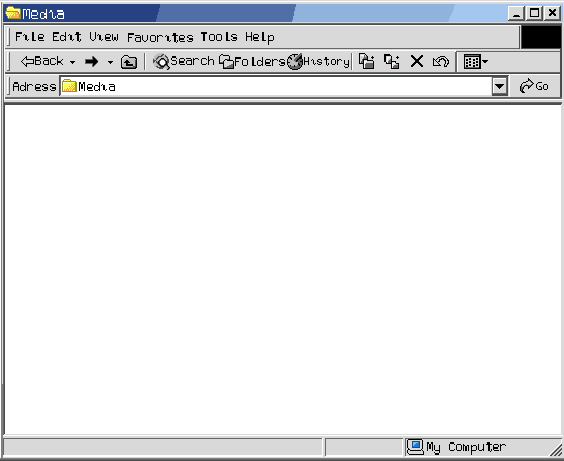 Media
File Edit View Favorites Tools Help
Back Search Folders History
Adress Media Go
My Computer